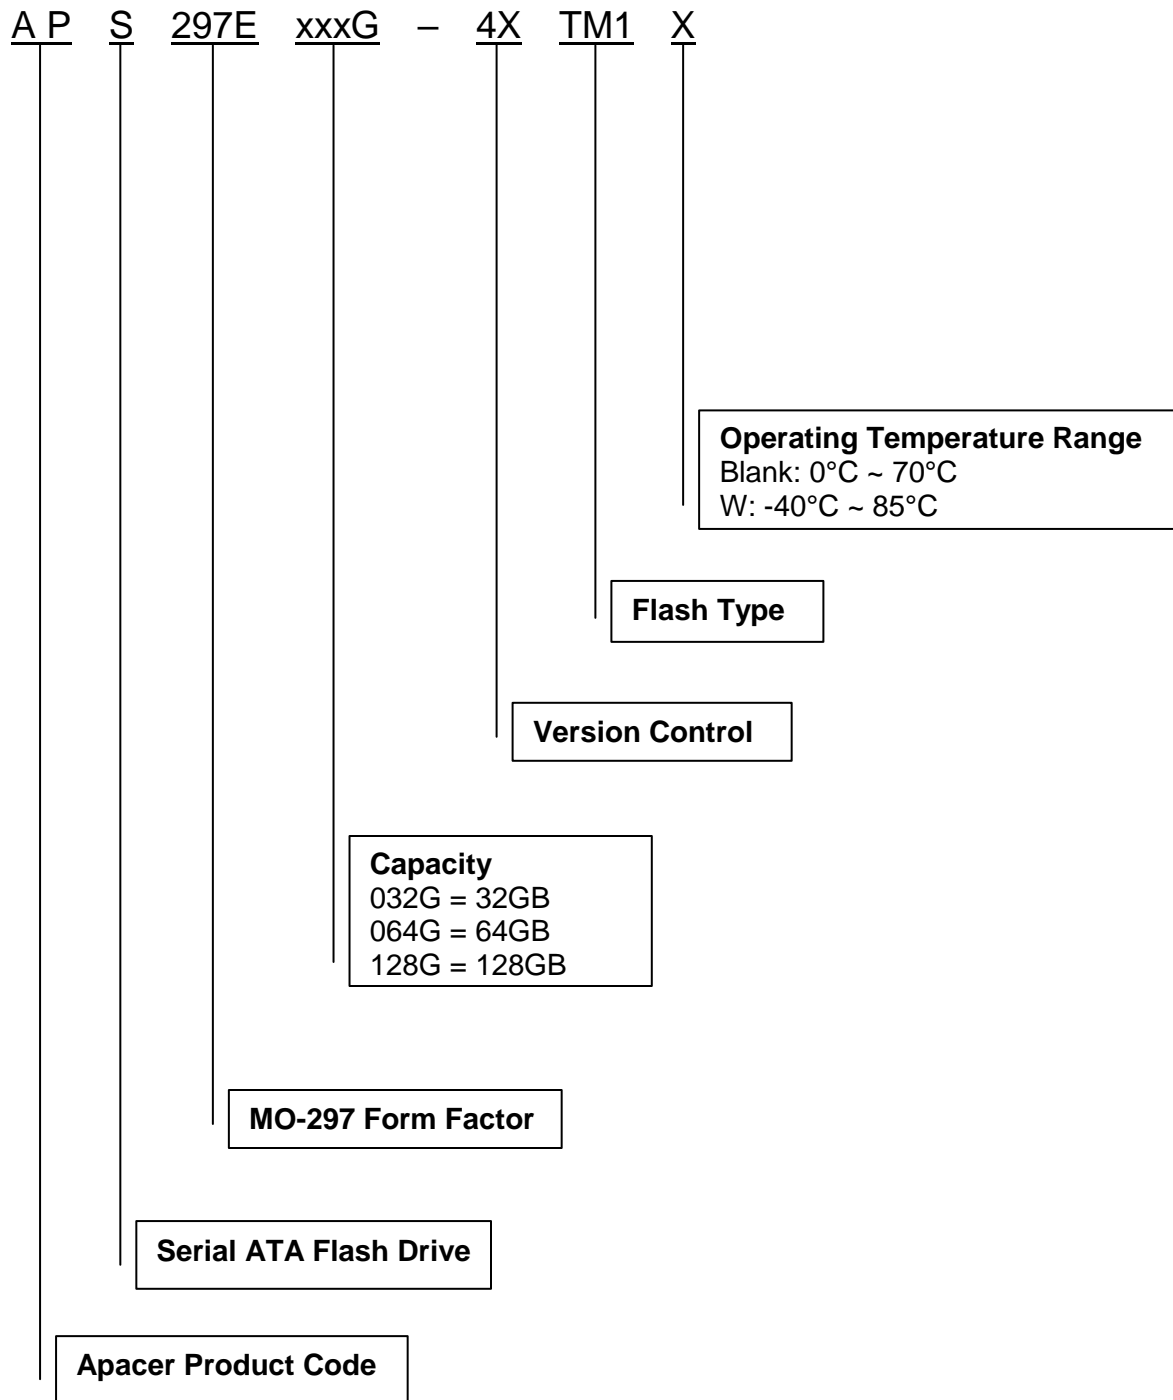 A P S 297E xxxG – 4X TM1 X
Operating Temperature Range
Blank: 0°C ~ 70°C
W: -40°C ~ 85°C
Flash Type
Version Control
Capacity
032G = 32GB
064G = 64GB
128G = 128GB
MO-297 Form Factor
Serial ATA Flash Drive
Apacer Product Code